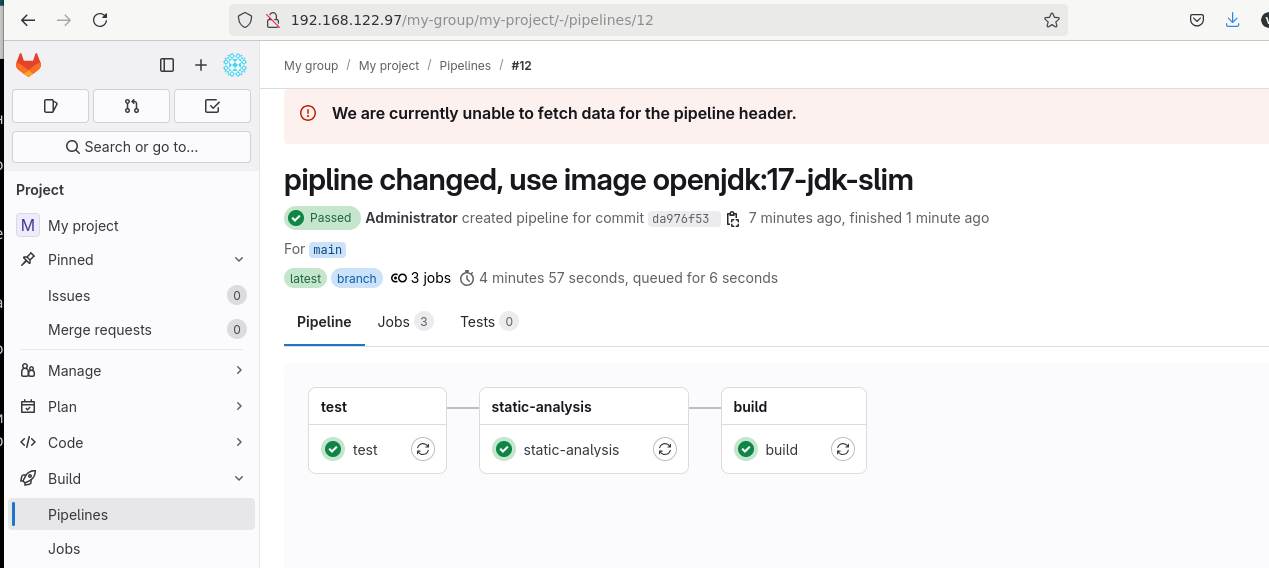 192.168.122.97/my-group/my-project/-/pipelines/12
Search or go to...
Project
M My project
Pinned
Issues 0
Merge requests 0
Manage
Plan
Code
Build
Pipelines
Jobs
My group / My project / Pipelines / #12
We are currently unable to fetch data for the pipeline header.
pipline changed, use image openjdk:17-jdk-slim
Passed Administrator created pipeline for commit da976f53 7 minutes ago, finished 1 minute ago
For main
latest branch 3 jobs 4 minutes 57 seconds, queued for 6 seconds
Pipeline Jobs 3 Tests 0
test static-analysis build
test static-analysis build